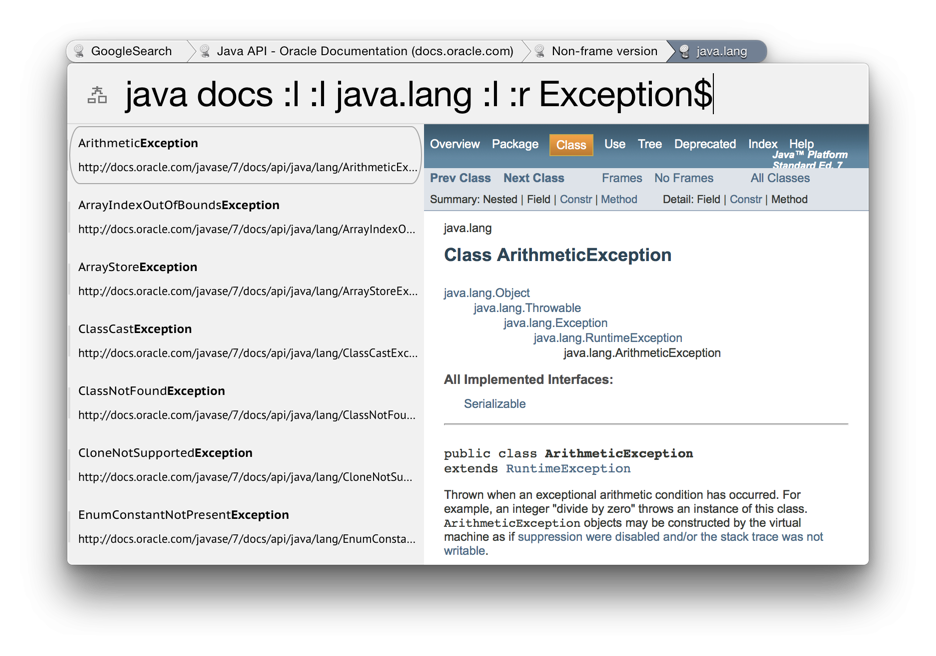 GoogleSearch Java API - Oracle Documentation (docs.oracle.com) Non-frame version java.lang
java docs :l :l java.lang :l :r Exception$
ArithmeticException
http://docs.oracle.com/javase/7/docs/api/java/lang/ArithmeticEx...
ArrayIndexOutOfBoundsException
http://docs.oracle.com/javase/7/docs/api/java/lang/ArrayIndexO...
ArrayStoreException
http://docs.oracle.com/javase/7/docs/api/java/lang/ArrayStoreEx...
ClassCastException
http://docs.oracle.com/javase/7/docs/api/java/lang/ClassCastExc...
ClassNotFoundException
http://docs.oracle.com/javase/7/docs/api/java/lang/ClassNotFou...
CloneNotSupportedException
http://docs.oracle.com/javase/7/docs/api/java/lang/CloneNotSu...
EnumConstantNotPresentException
http://docs.oracle.com/javase/7/docs/api/java/lang/EnumConsta...
Overview Package Class Use Tree Deprecated Index Help
Java™ Platform
Standard Ed. 7
Prev Class Next Class Frames No Frames All Classes
Summary: Nested | Field | Constr | Method Detail: Field | Constr | Method
java.lang
Class ArithmeticException
java.lang.Object
java.lang.Throwable
java.lang.Exception
java.lang.RuntimeException
java.lang.ArithmeticException
All Implemented Interfaces:
Serializable
public class ArithmeticException
extends RuntimeException
Thrown when an exceptional arithmetic condition has occurred. For
example, an integer "divide by zero" throws an instance of this class.
ArithmeticException objects may be constructed by the virtual
machine as if suppression were disabled and/or the stack trace was not
writable.